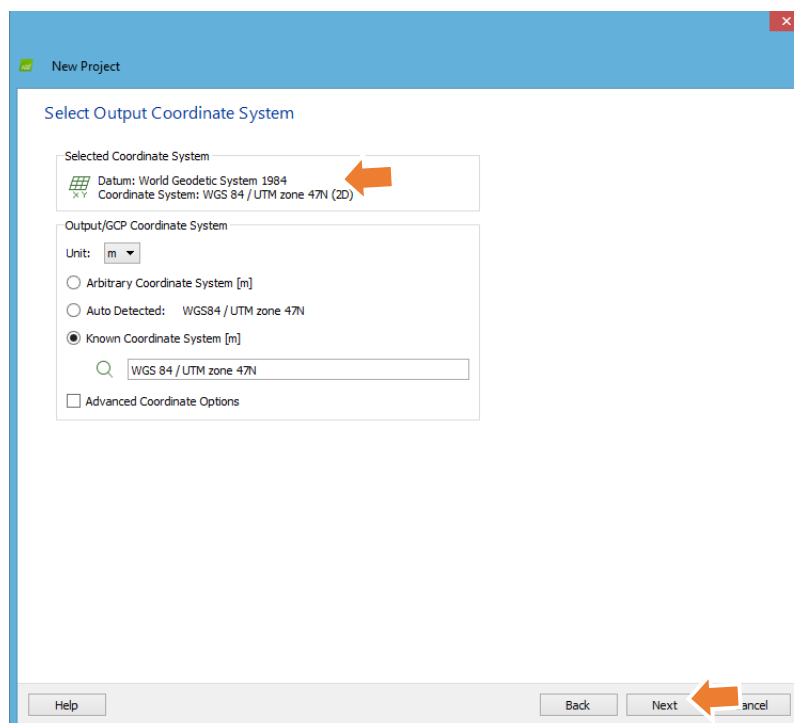 New Project
Select Output Coordinate System
Selected Coordinate System
Datum: World Geodetic System 1984
Coordinate System: WGS 84 / UTM zone 47N (2D)
Output/GCP Coordinate System
Unit: m
Arbitrary Coordinate System [m]
Auto Detected: WGS84 / UTM zone 47N
Known Coordinate System [m]
WGS 84 / UTM zone 47N
Advanced Coordinate Options
Help Back Next ancel